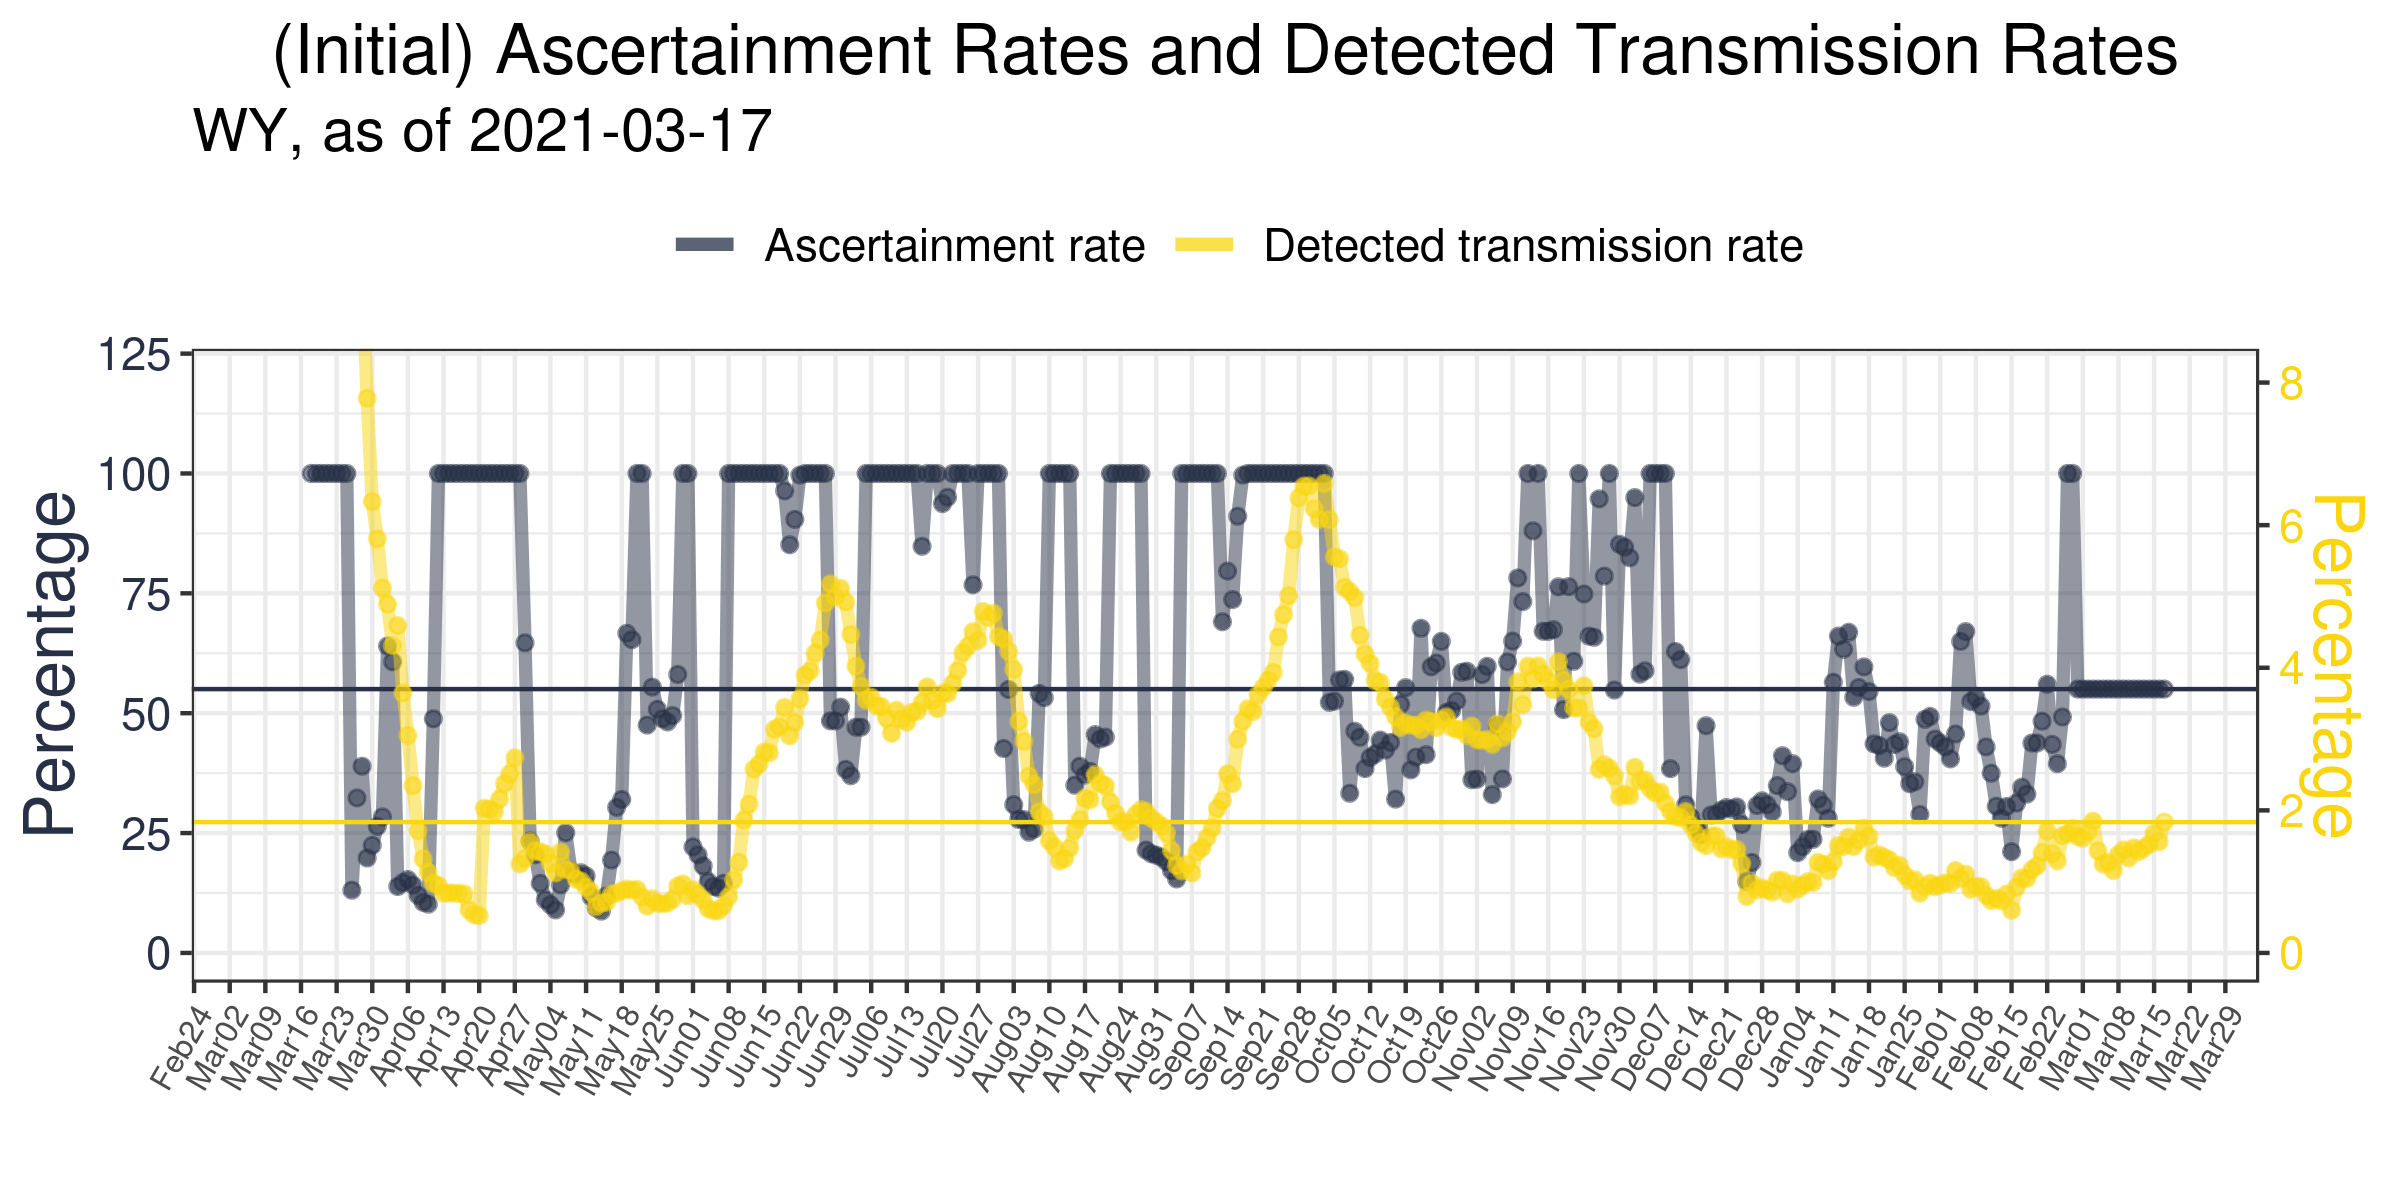 (Initial) Ascertainment Rates and Detected Transmission Rates
WY, as of 2021-03-17
Ascertainment rate
Detected transmission rate
125
100
75
50
25
0
Percentage
8
6
4
2
0
Percentage
Feb24
Mar02
Mar09
Mar16
Mar23
Mar30
Apr06
Apr13
Apr20
Apr27
May04
May11
May18
May25
Jun01
Jun08
Jun15
Jun22
Jun29
Jul06
Jul13
Jul20
Jul27
Aug03
Aug10
Aug17
Aug24
Aug31
Sep07
Sep14
Sep21
Sep28
Oct05
Oct12
Oct19
Oct26
Nov02
Nov09
Nov16
Nov23
Nov30
Dec07
Dec14
Dec21
Dec28
Jan04
Jan11
Jan18
Jan25
Feb01
Feb08
Feb15
Feb22
Mar01
Mar08
Mar15
Mar22
Mar29